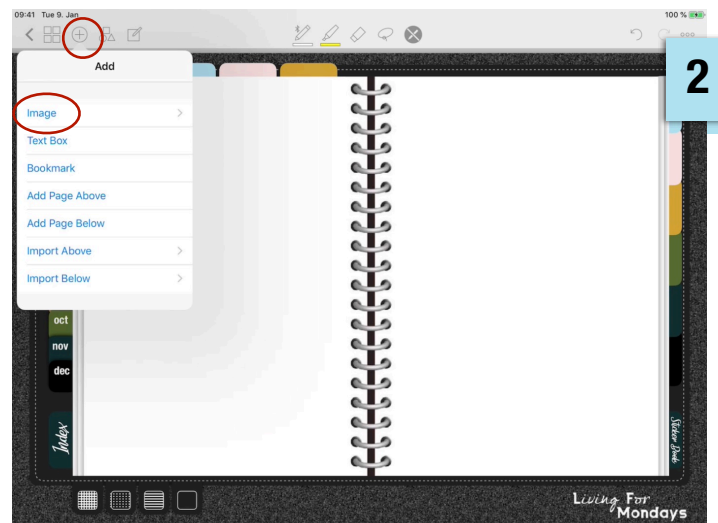 09:41 Tue 9. Jan
100 %
Add
2
Image
Text Box
Bookmark
Add Page Above
Add Page Below
Import Above
Import Below
oct
nov
dec
Index
Sticker Book
Living For
Mondays